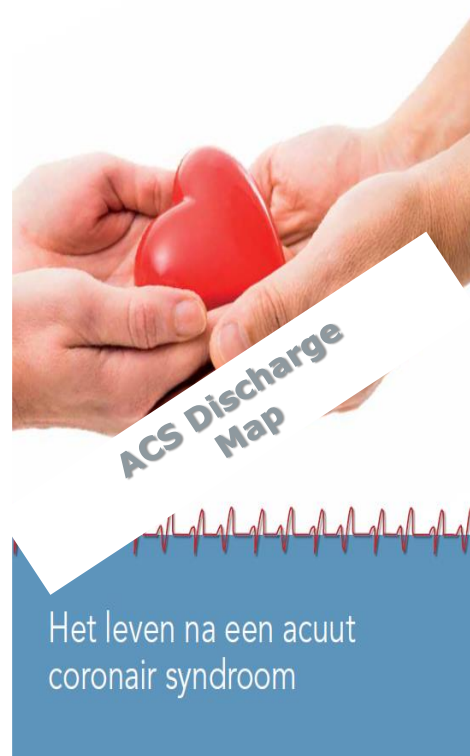 ACS Discharge
Map
Het leven na een acuut
coronair syndroom